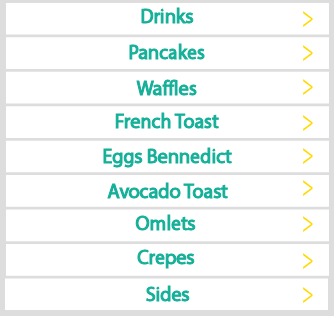 Drinks
Pancakes
Waffles
French Toast
Eggs Bennedict
Avocado Toast
Omlets
Crepes
Sides